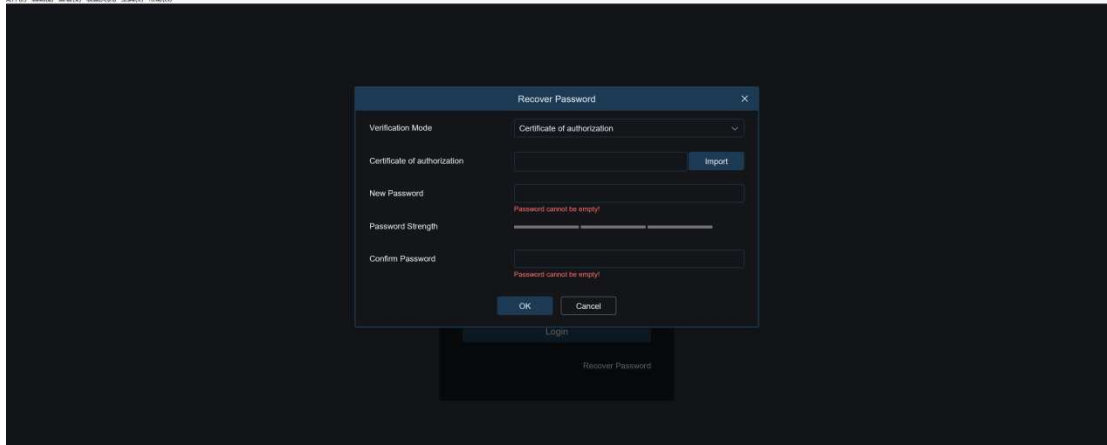 Recover Password
Verification Mode Certificate of authorization
Certificate of authorization Import
New Password
Password cannot be empty!
Password Strength
Confirm Password
Password cannot be empty!
OK Cancel
Login
Recover Password